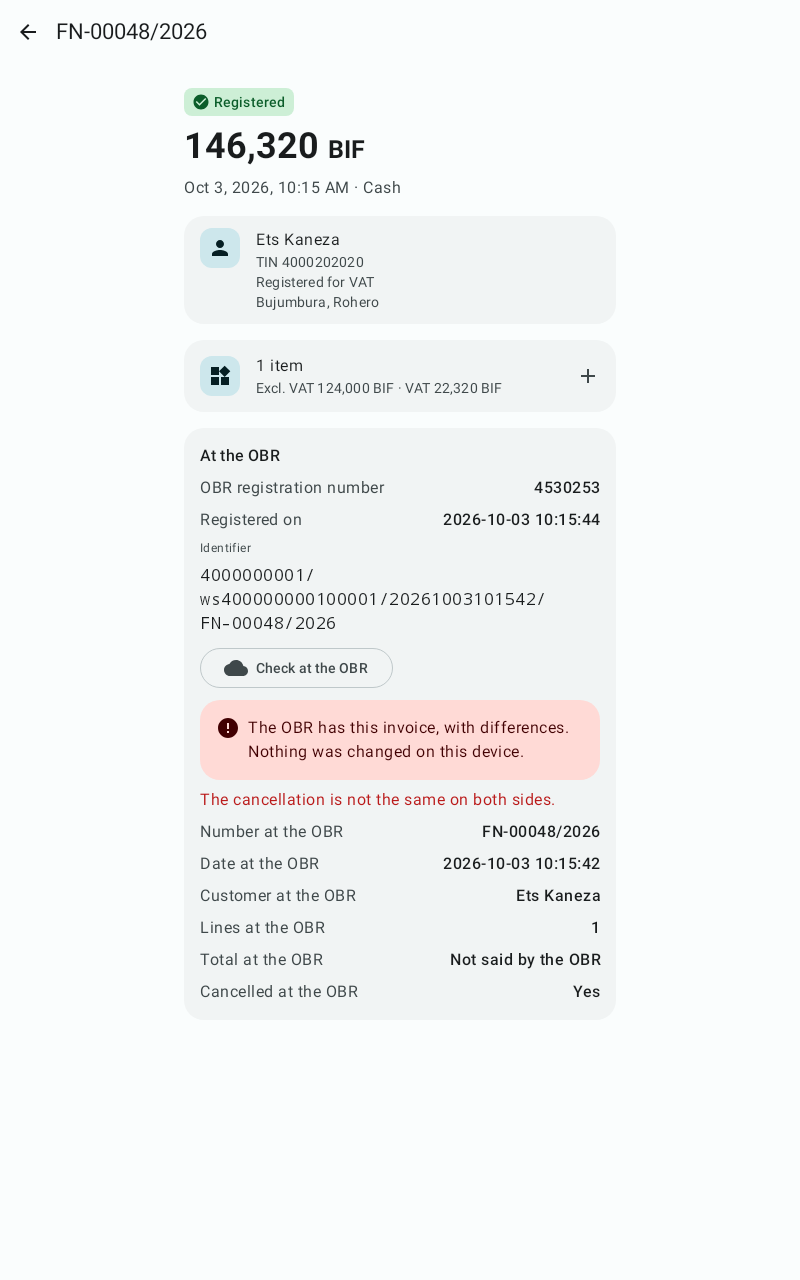 FN-00048/2026
Registered
146,320 BIF
Oct 3, 2026, 10:15 AM · Cash
Ets Kaneza
TIN 4000202020
Registered for VAT
Bujumbura, Rohero
1 item
Excl. VAT 124,000 BIF · VAT 22,320 BIF
At the OBR
OBR registration number 4530253
Registered on 2026-10-03 10:15:44
Identifier
4000000001/
ws400000000100001/20261003101542/
FN-00048/2026
Check at the OBR
The OBR has this invoice, with differences.
Nothing was changed on this device.
The cancellation is not the same on both sides.
Number at the OBR FN-00048/2026
Date at the OBR 2026-10-03 10:15:42
Customer at the OBR Ets Kaneza
Lines at the OBR 1
Total at the OBR Not said by the OBR
Cancelled at the OBR Yes